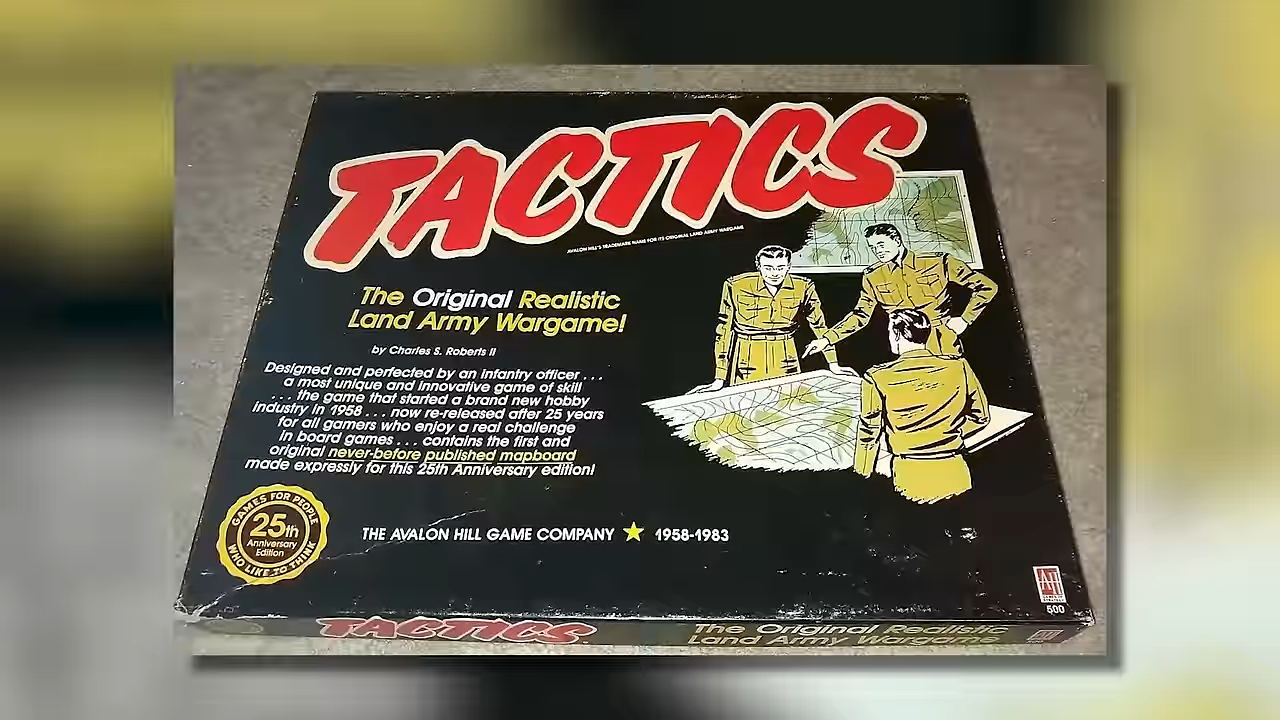 TACTICS
AVALON HILL'S TRADEMARK NAME FOR ITS ORIGINAL LAND ARMY WARGAME
The Original Realistic
Land Army Wargame!
by Charles S. Roberts II
Designed and perfected by an infantry officer . . .
a most unique and innovative game of skill
. . . the game that started a brand new hobby
industry in 1958 . . . now re-released after 25 years
for all gamers who enjoy a real challenge
in board games . . . contains the first and
original never-before published mapboard
made expressly for this 25th Anniversary edition!
GAMES FOR PEOPLE
25th
Anniversary
Edition
WHO LIKE TO THINK
THE AVALON HILL GAME COMPANY ★ 1958-1983
AH
GAMES OF
STRATEGY
500
TACTICS
The Original Realistic
Land Army Wargame